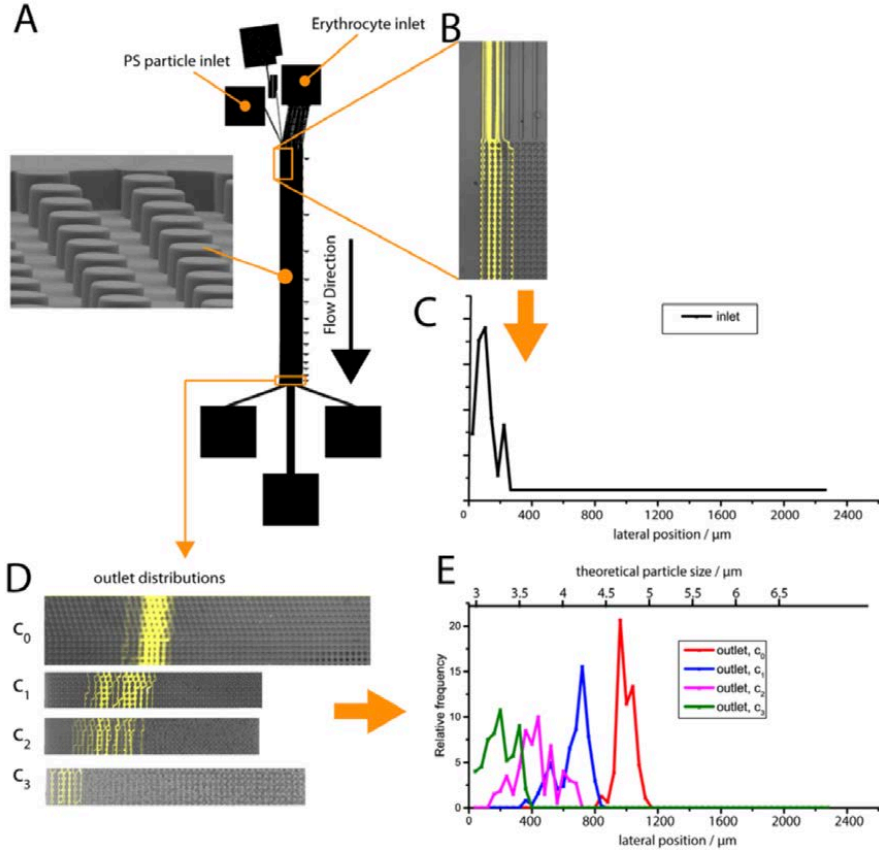 A
Erythrocyte inlet
PS particle inlet
Flow Direction
B
C
inlet
0 400 800 1200 1600 2000 2400
lateral position / µm
D
outlet distributions
c0
c1
c2
c3
E
theoretical particle size / µm
3 3.5 4 4.5 5 5.5 6 6.5
Relative frequency
20
15
10
5
0
outlet, c0
outlet, c1
outlet, c2
outlet, c3
0 400 800 1200 1600 2000 2400
lateral position / µm